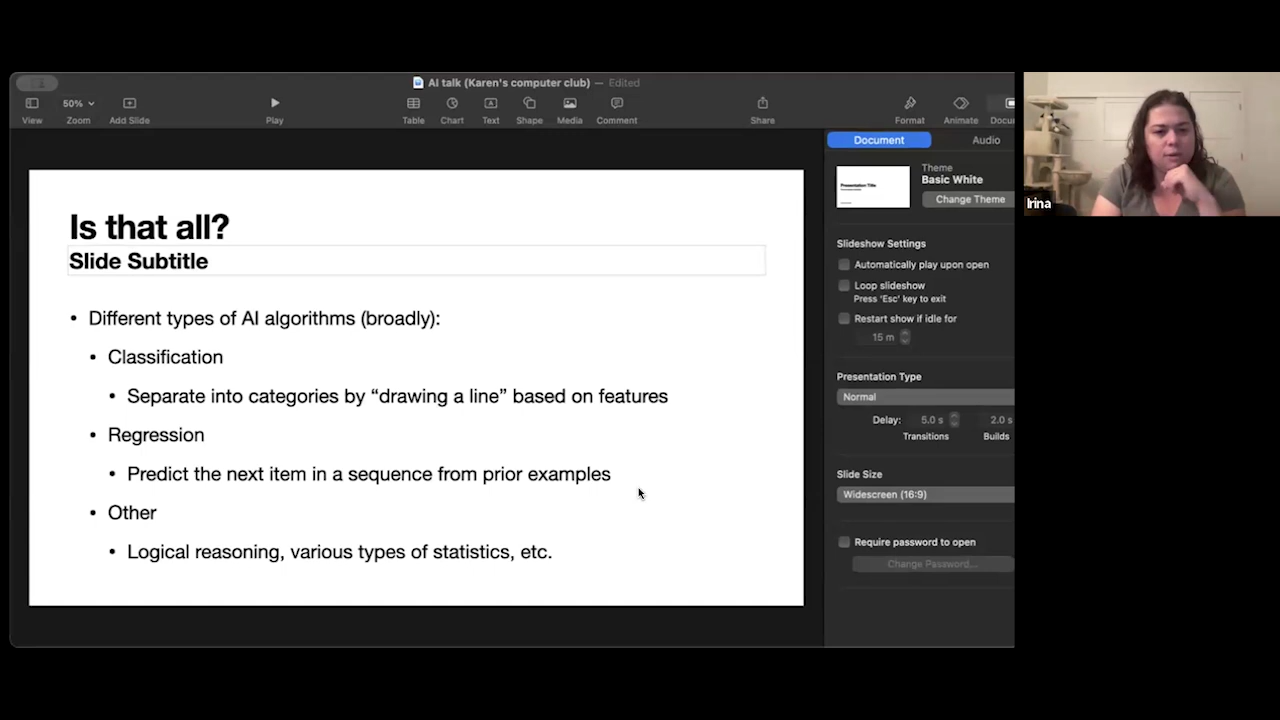 AI talk (Karen's computer club) — Edited
View
50%
Zoom
Add Slide
Play
Table
Chart
Text
Shape
Media
Comment
Share
Format
Animate
Docu
Document
Audio
Is that all?
Slide Subtitle
• Different types of AI algorithms (broadly):
• Classification
• Separate into categories by “drawing a line” based on features
• Regression
• Predict the next item in a sequence from prior examples
• Other
• Logical reasoning, various types of statistics, etc.
Presentation Title
Theme
Basic White
Change Theme
Slideshow Settings
Automatically play upon open
Loop slideshow
Press ‘Esc’ key to exit
Restart show if idle for
15 m
Presentation Type
Normal
Delay: 5.0 s 2.0 s
Transitions Builds
Slide Size
Widescreen (16:9)
Require password to open
Change Password...
Irina